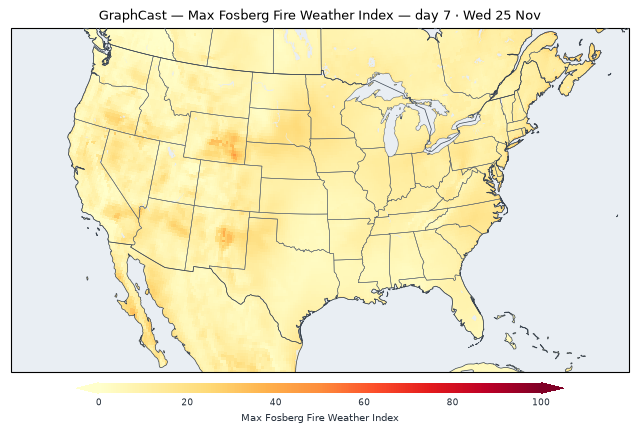 GraphCast — Max Fosberg Fire Weather Index — day 7 · Wed 25 Nov
0 20 40 60 80 100
Max Fosberg Fire Weather Index